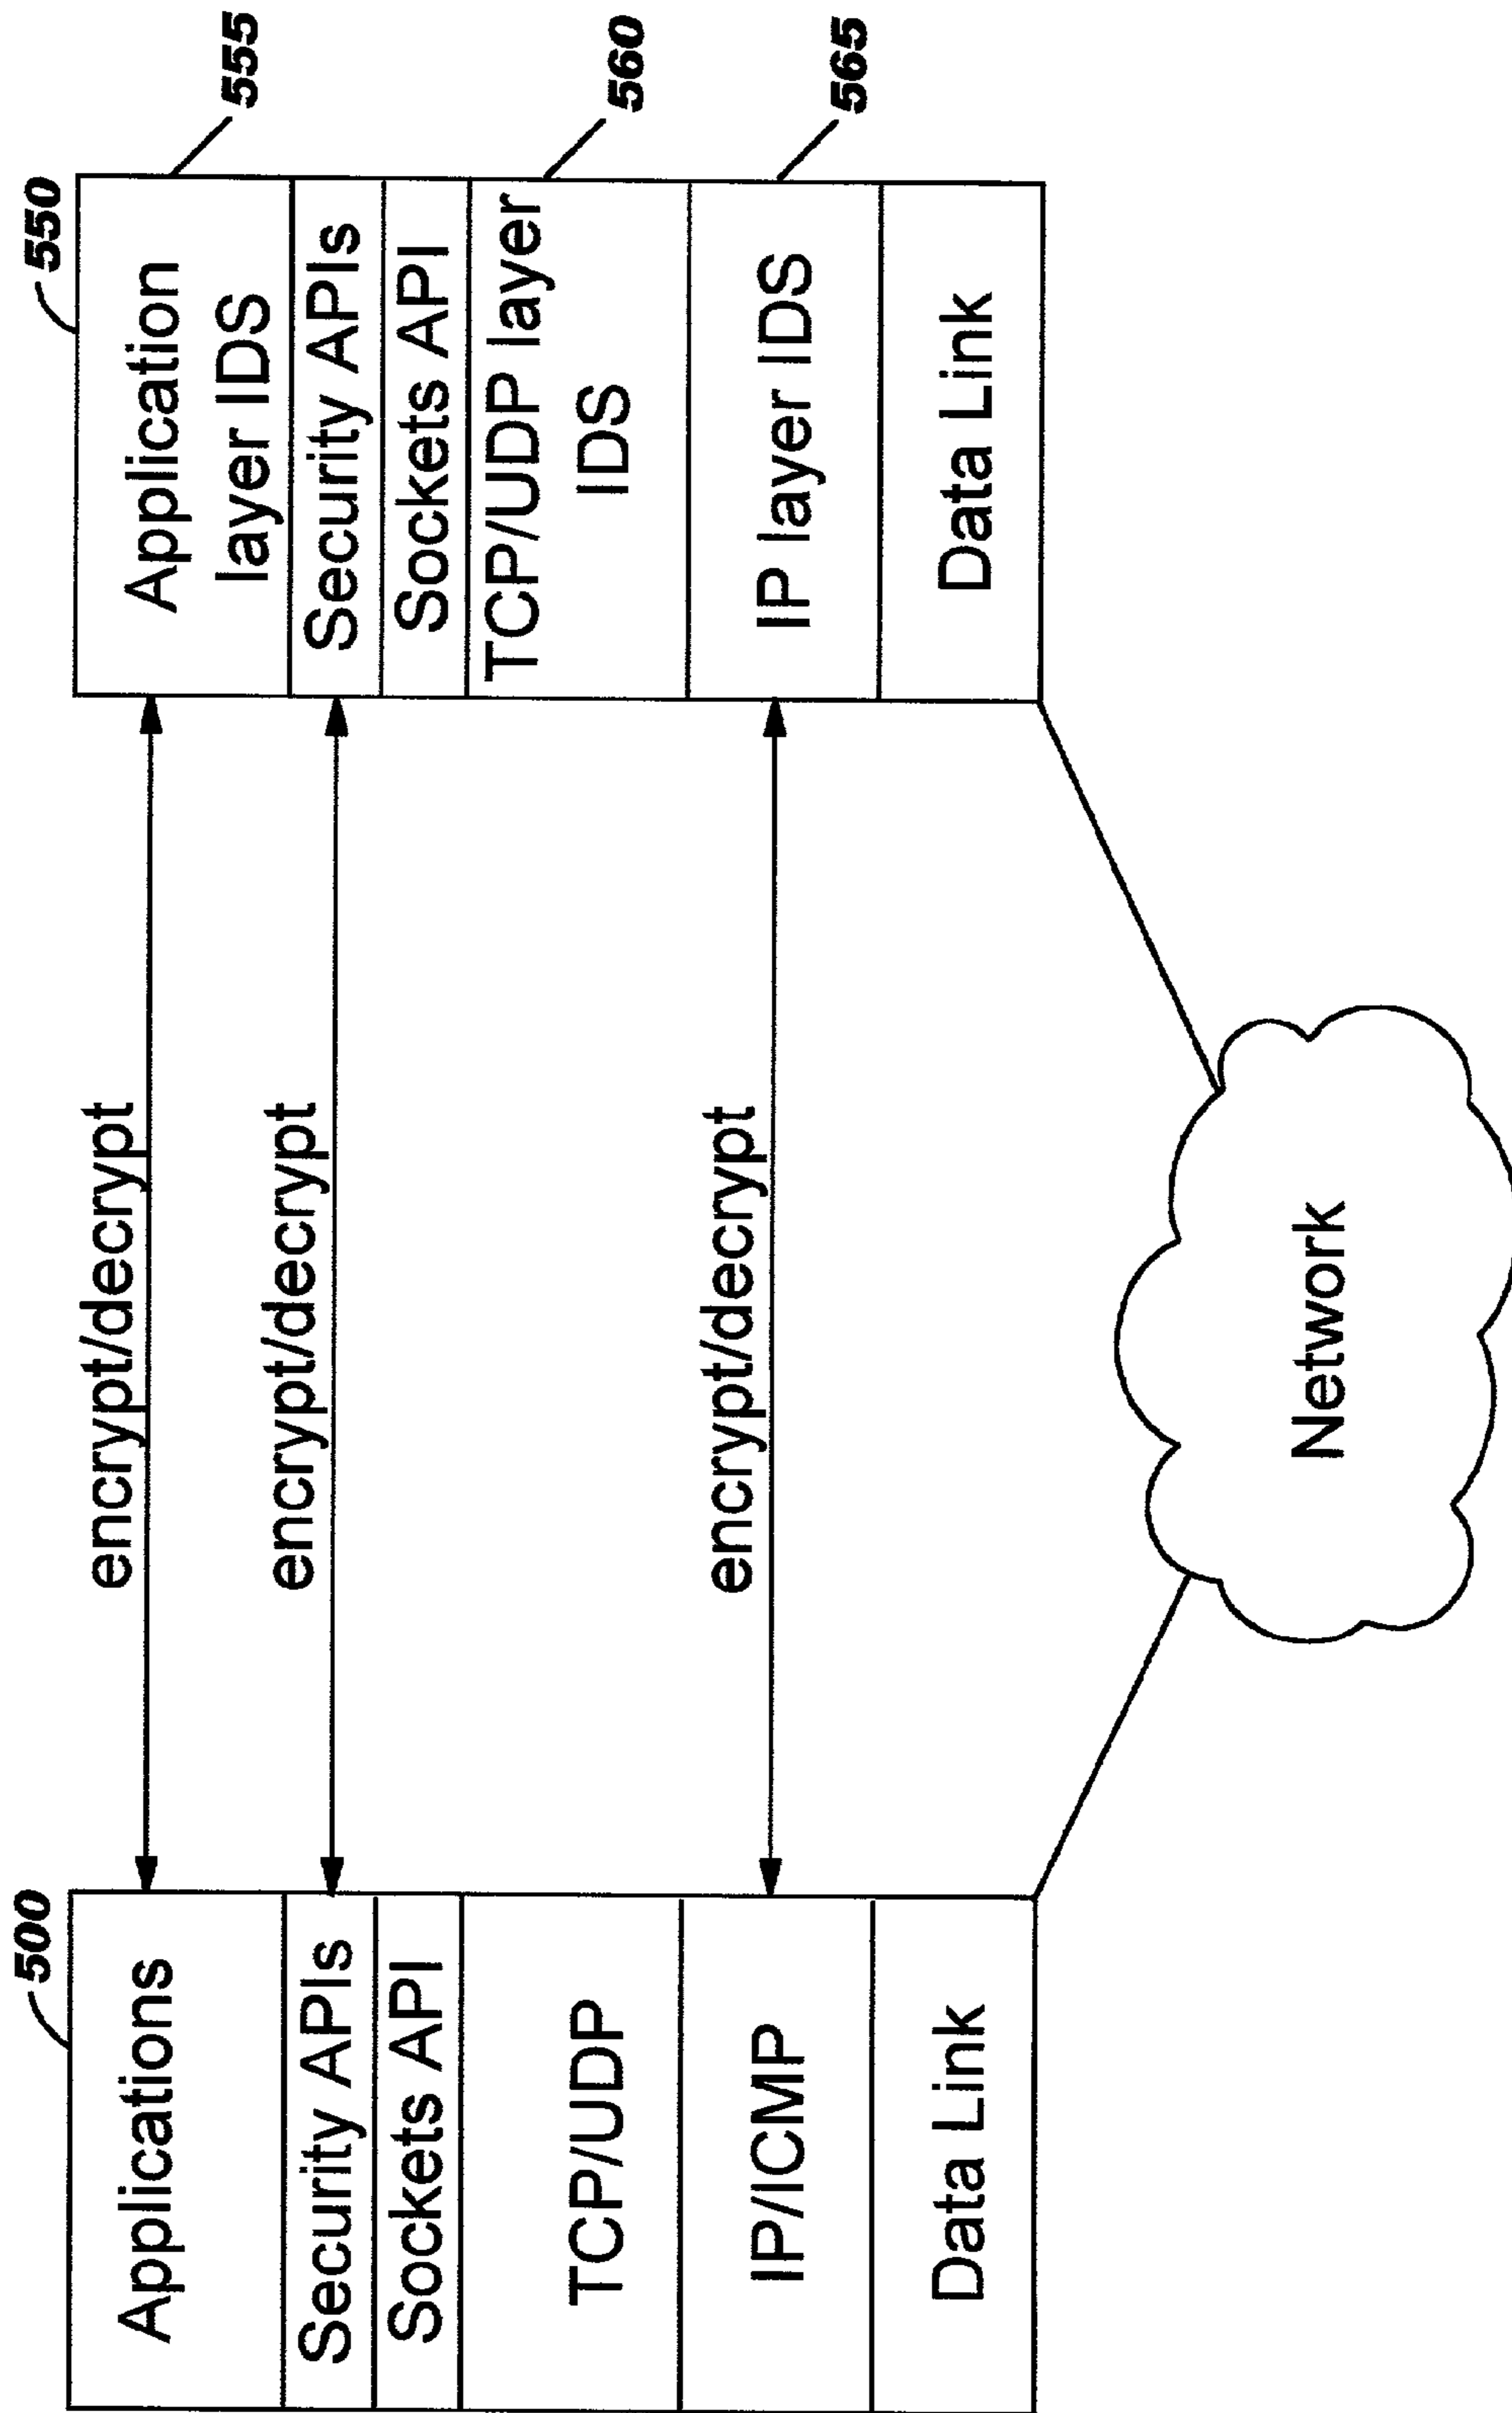 500
Applications
Security APIs
Sockets API
TCP/UDP
IP/ICMP
Data Link
encrypt/decrypt
encrypt/decrypt
encrypt/decrypt
Network
550
Application
layer IDS
Security APIs
Sockets API
TCP/UDP layer
IDS
IP layer IDS
Data Link
555
560
565